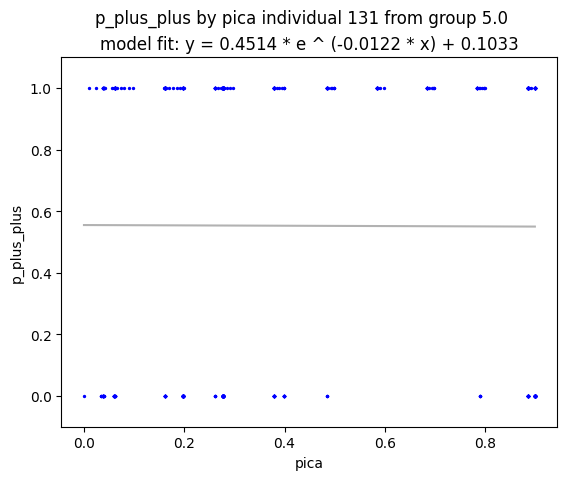 p_plus_plus by pica individual 131 from group 5.0
model fit: y = 0.4514 * e ^ (-0.0122 * x) + 0.1033
1.0
0.8
0.6
0.4
0.2
0.0
p_plus_plus
0.0 0.2 0.4 0.6 0.8
pica